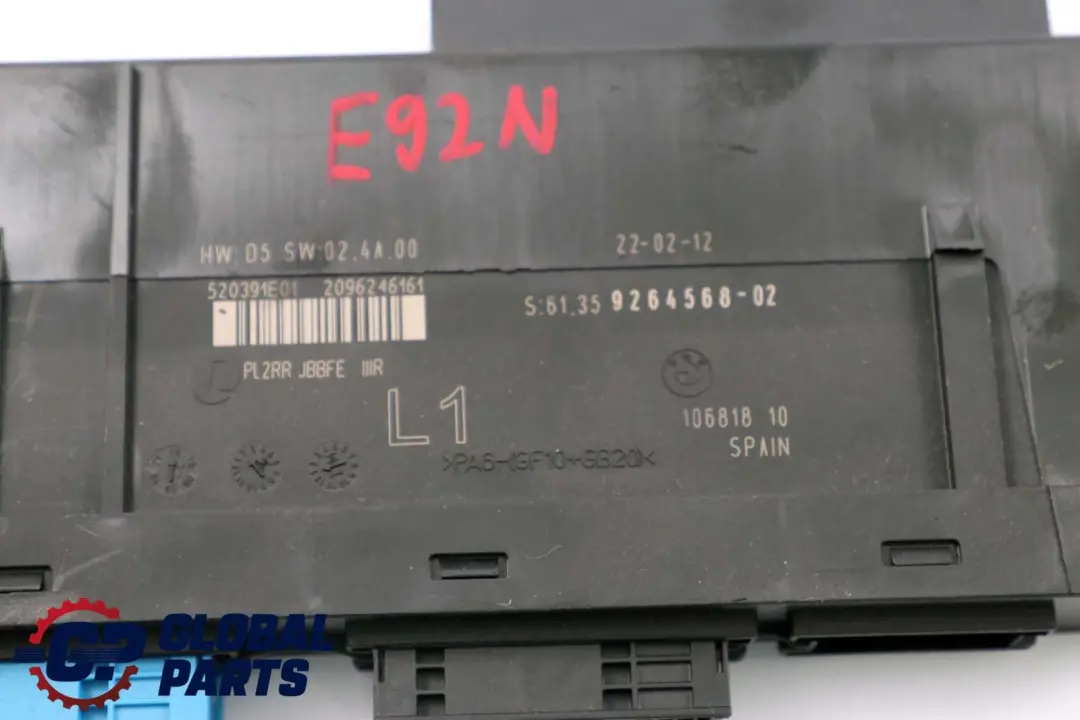 E92N
HW:05 SW:02.4A.00
22-02-12
520391E01 2096246161
S:61.35 9264568-02
PL2RR JBBFE IIIR
L1
106818 10
SPAIN
>PA6-(GF10+GB20)<
GP GLOBAL
PARTS